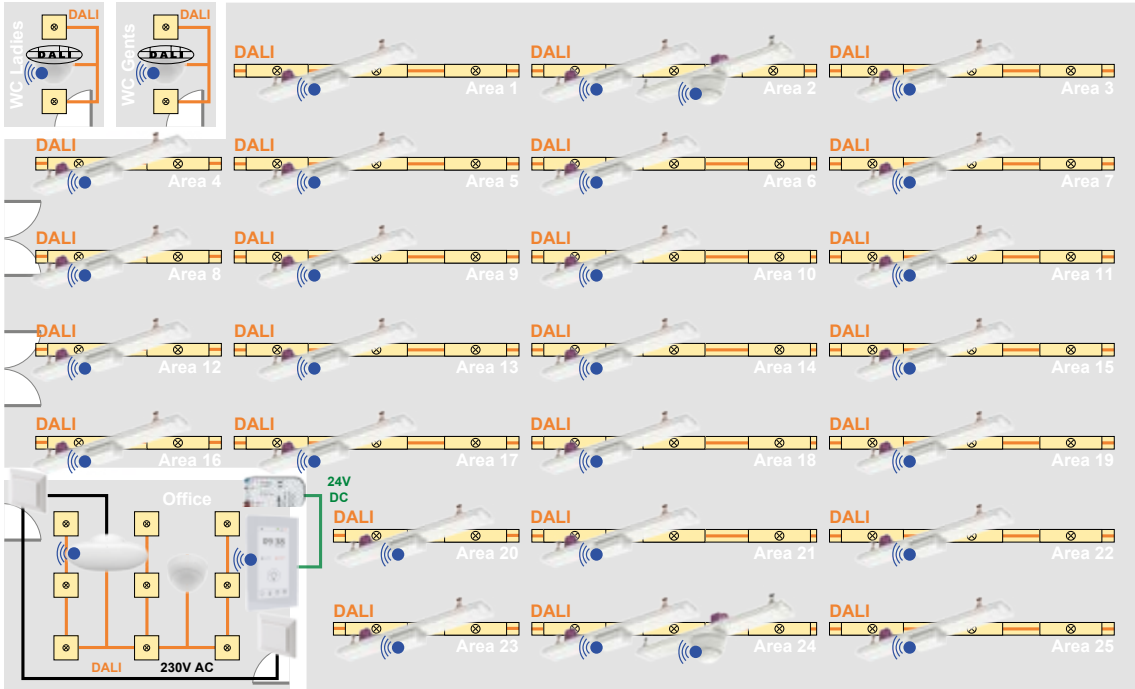 DALI
WC Ladies
DALI
DALI
WC Gents
DALI
DALI
Area 1
DALI
Area 2
DALI
Area 3
DALI
Area 4
DALI
Area 5
DALI
Area 6
DALI
Area 7
DALI
Area 8
DALI
Area 9
DALI
Area 10
DALI
Area 11
DALI
Area 12
DALI
Area 13
DALI
Area 14
DALI
Area 15
DALI
Area 16
DALI
Area 17
DALI
Area 18
DALI
Area 19
Office
24V
DC
09:38
DALI
Area 20
DALI
Area 21
DALI
Area 22
DALI
Area 23
DALI
Area 24
DALI
Area 25
DALI
230V AC